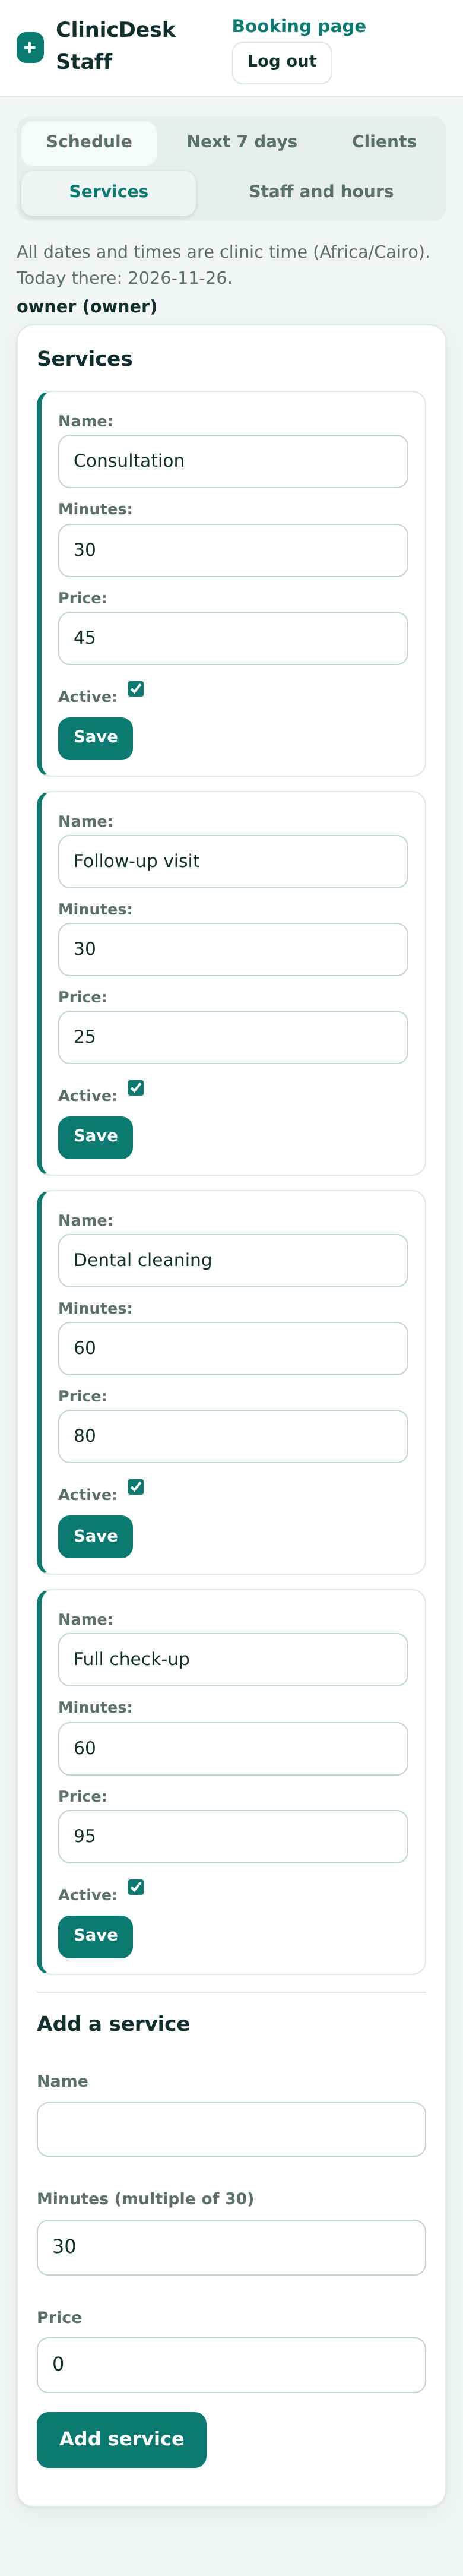 ClinicDesk
Staff
Booking page
Log out
Schedule
Next 7 days
Clients
Services
Staff and hours
All dates and times are clinic time (Africa/Cairo).
Today there: 2026-11-26.
owner (owner)
Services
Name:
Consultation
Minutes:
30
Price:
45
Active:
Save
Name:
Follow-up visit
Minutes:
30
Price:
25
Active:
Save
Name:
Dental cleaning
Minutes:
60
Price:
80
Active:
Save
Name:
Full check-up
Minutes:
60
Price:
95
Active:
Save
Add a service
Name
Minutes (multiple of 30)
30
Price
0
Add service